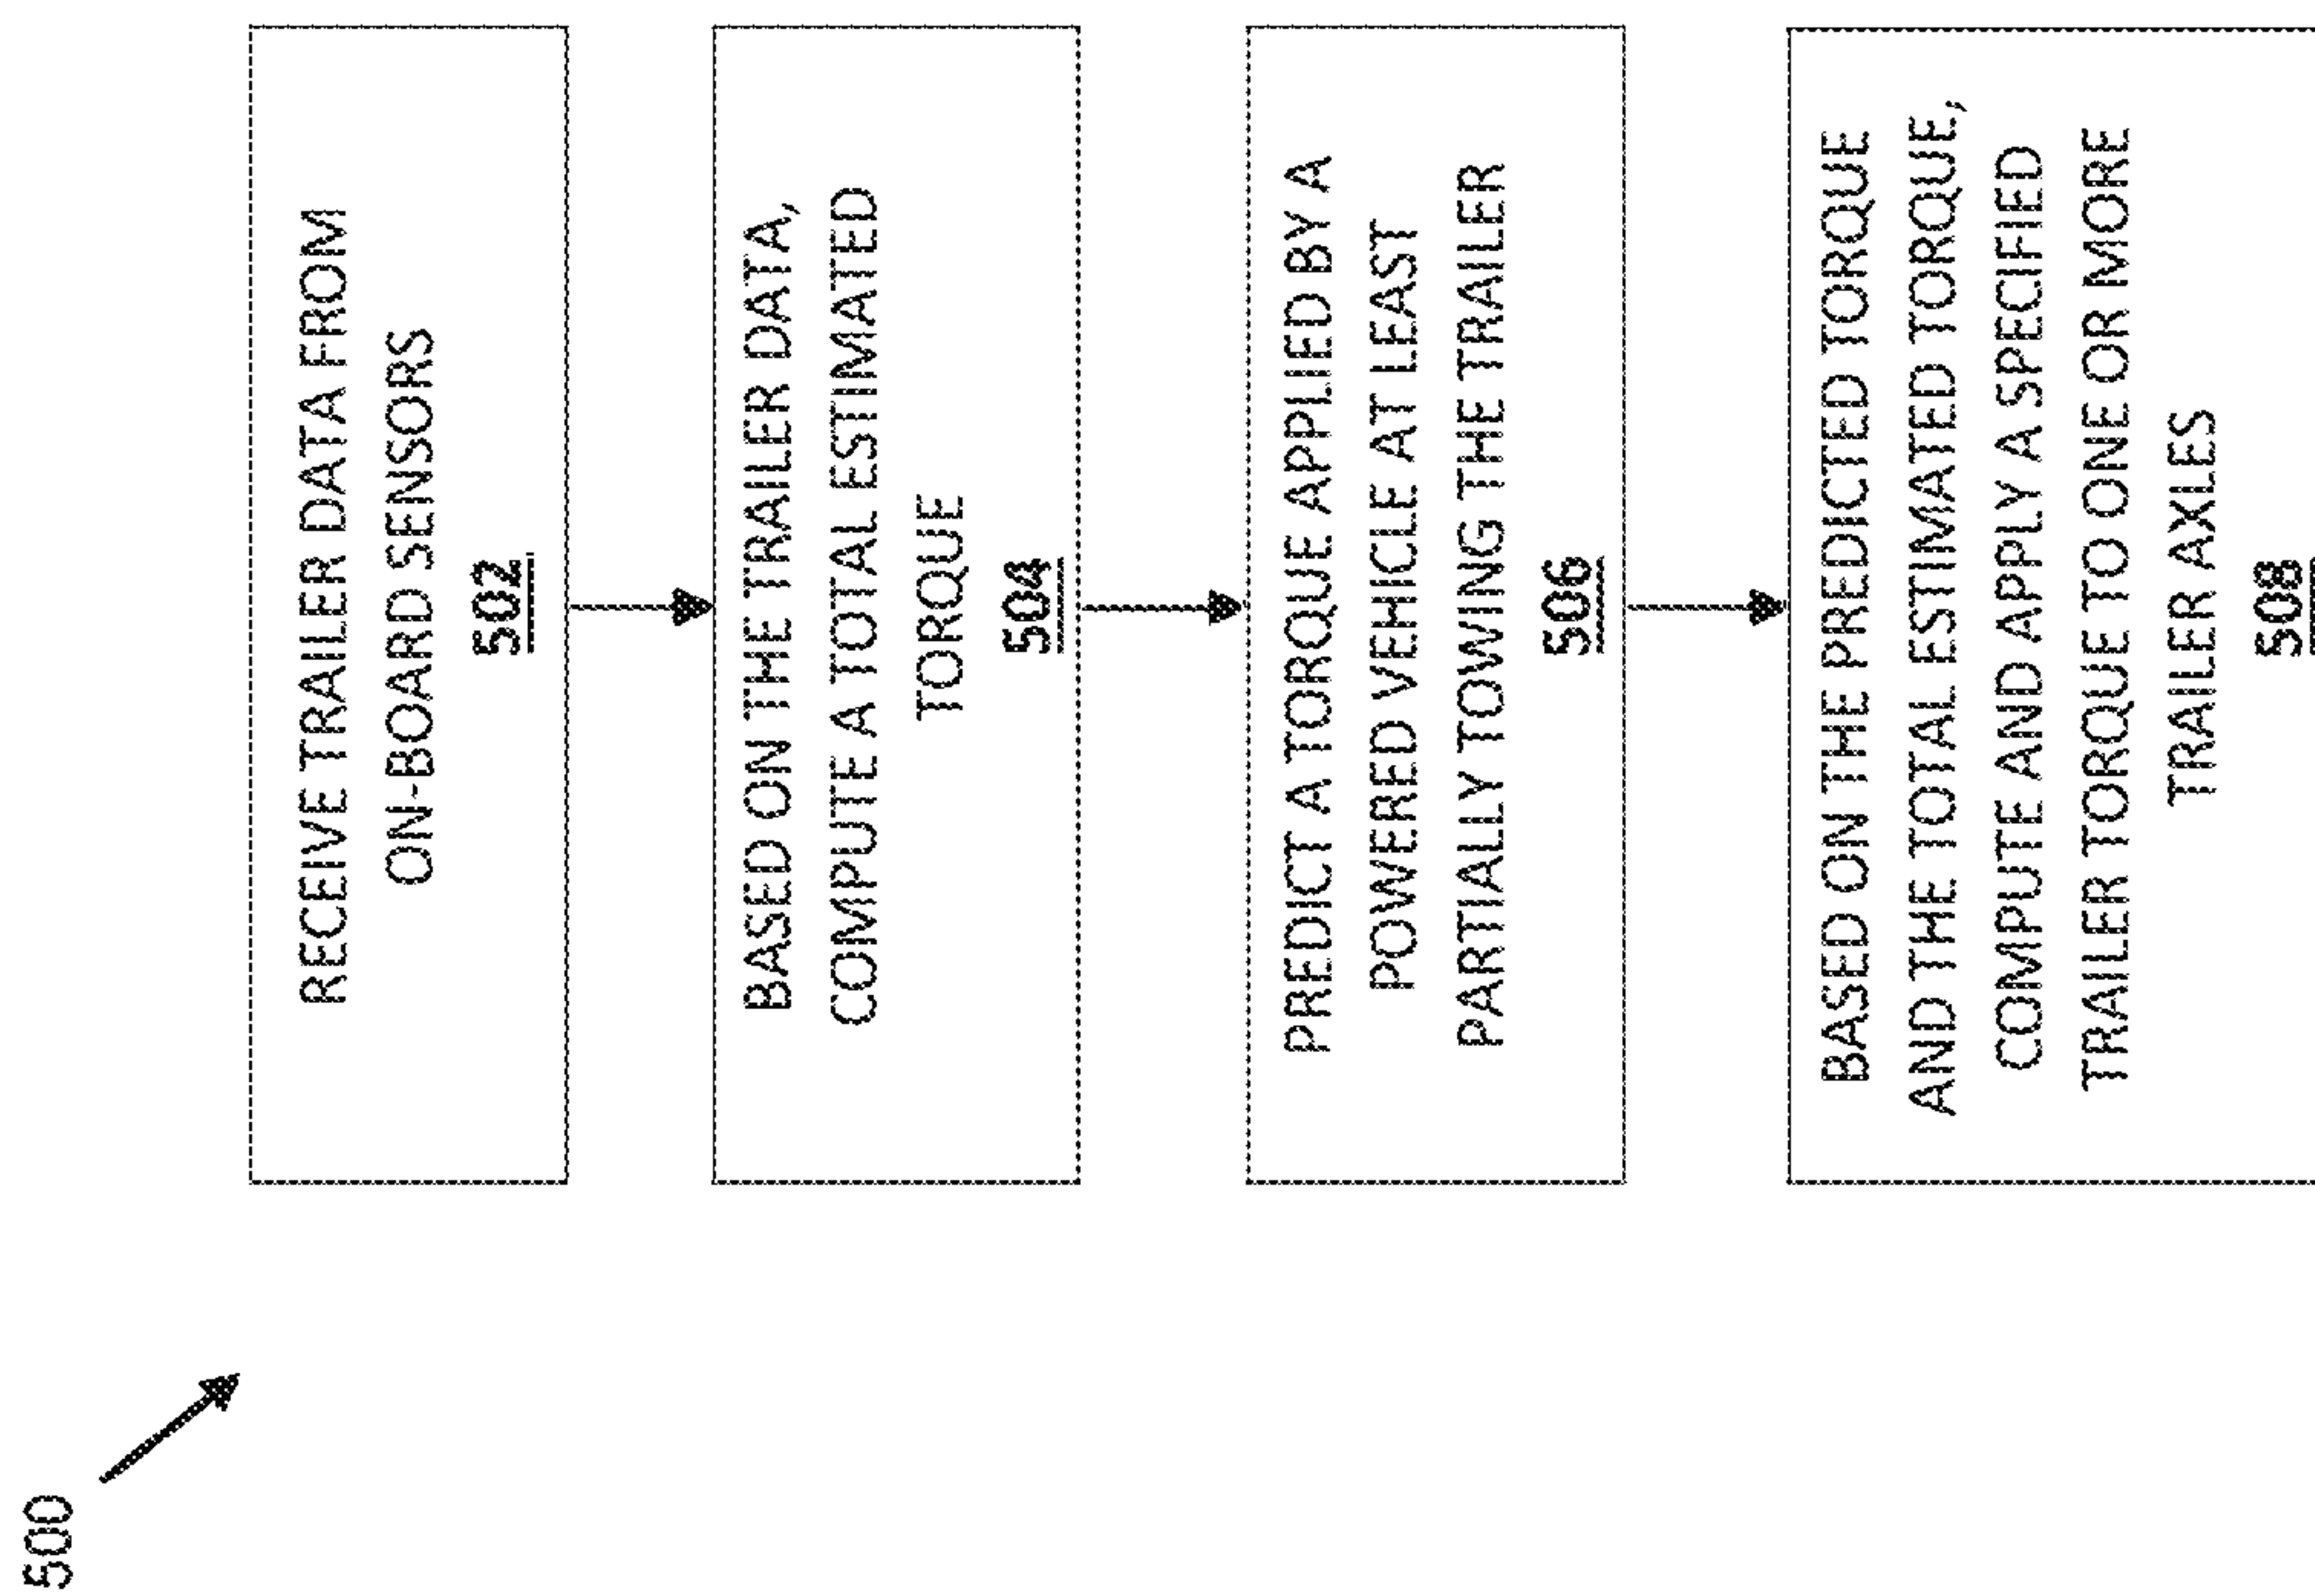 500
RECEIVE TRAILER DATA FROM
ON-BOARD SENSORS
502
BASED ON THE TRAILER DATA,
COMPUTE A TOTAL ESTIMATED
TORQUE
504
PREDICT A TORQUE APPLIED BY A
POWERED VEHICLE AT LEAST
PARTIALLY TOWING THE TRAILER
506
BASED ON THE PREDICTED TORQUE
AND THE TOTAL ESTIMATED TORQUE,
COMPUTE AND APPLY A SPECIFIED
TRAILER TORQUE TO ONE OR MORE
TRAILER AXLES
508